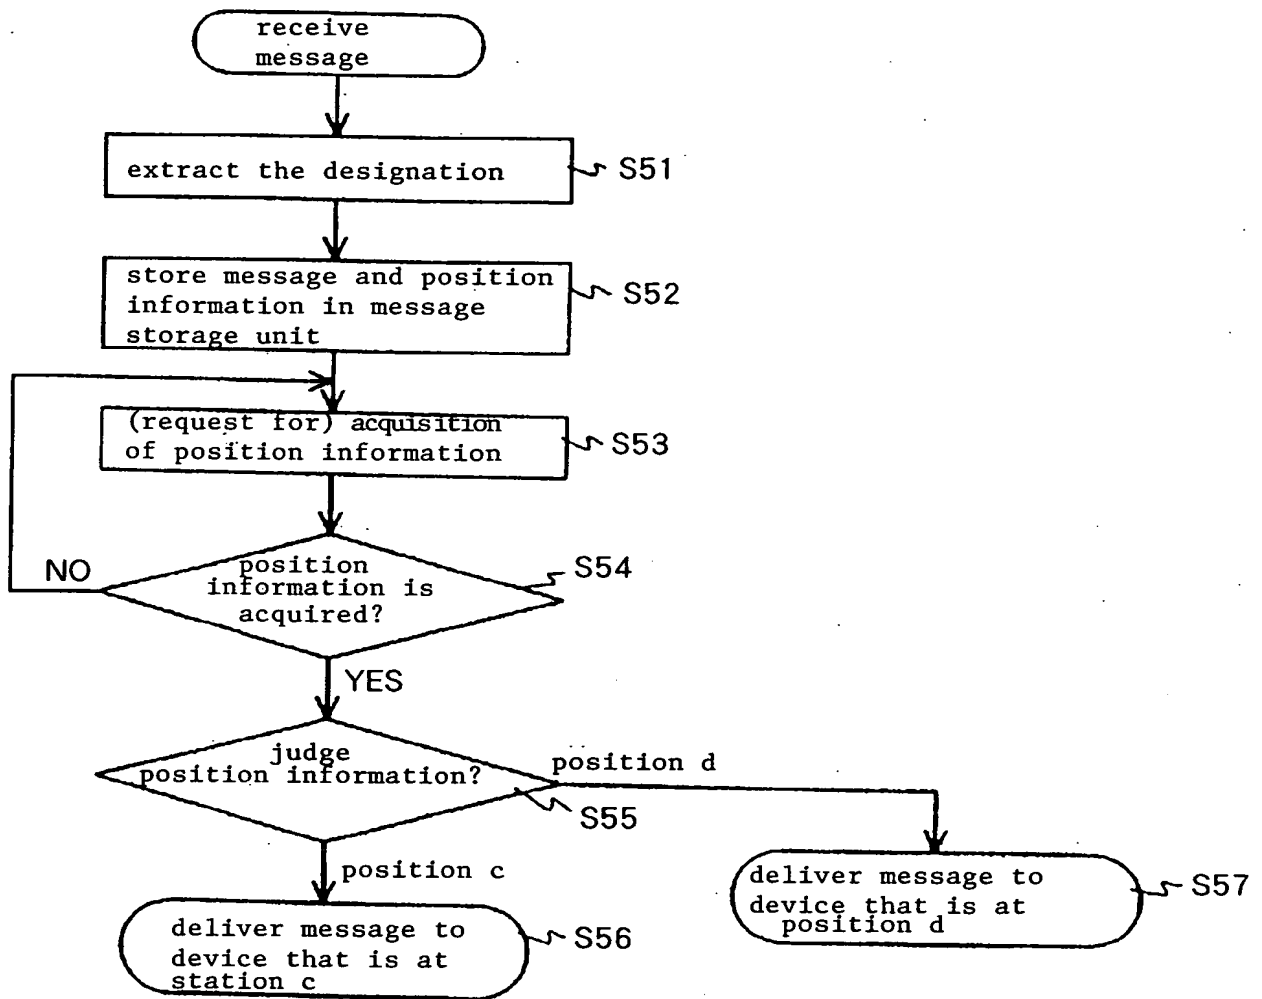 receive
message
extract the designation
S51
store message and position
information in message
storage unit
S52
(request for) acquisition
of position information
S53
position
information is
acquired?
S54
NO
YES
judge
position information?
S55
position d
position c
deliver message to
device that is at
station c
S56
deliver message to
device that is at
position d
S57